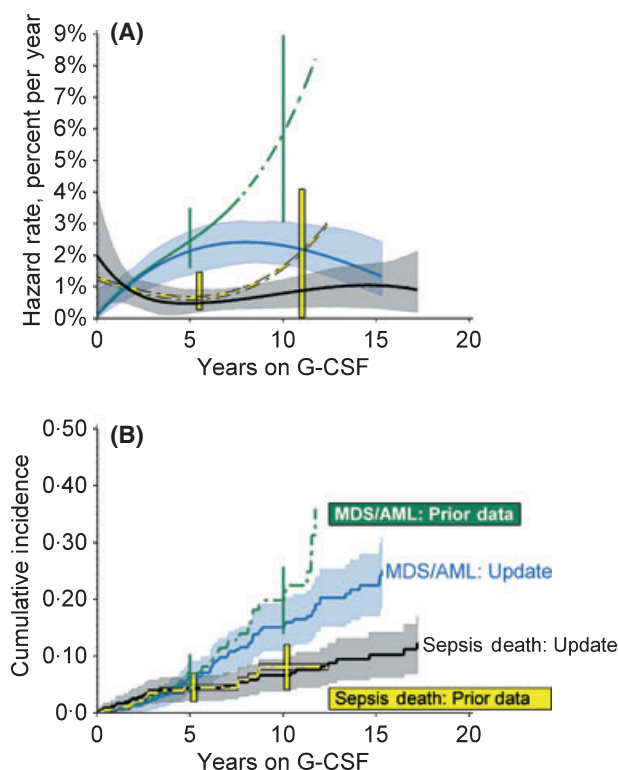 (A)
9%
8%
7%
6%
5%
4%
3%
2%
1%
0%
Hazard rate, percent per year
0 5 10 15 20
Years on G-CSF
(B)
0·50
0·40
0·30
0·20
0·10
0·0
Cumulative incidence
MDS/AML: Prior data
MDS/AML: Update
Sepsis death: Update
Sepsis death: Prior data
0 5 10 15 20
Years on G-CSF